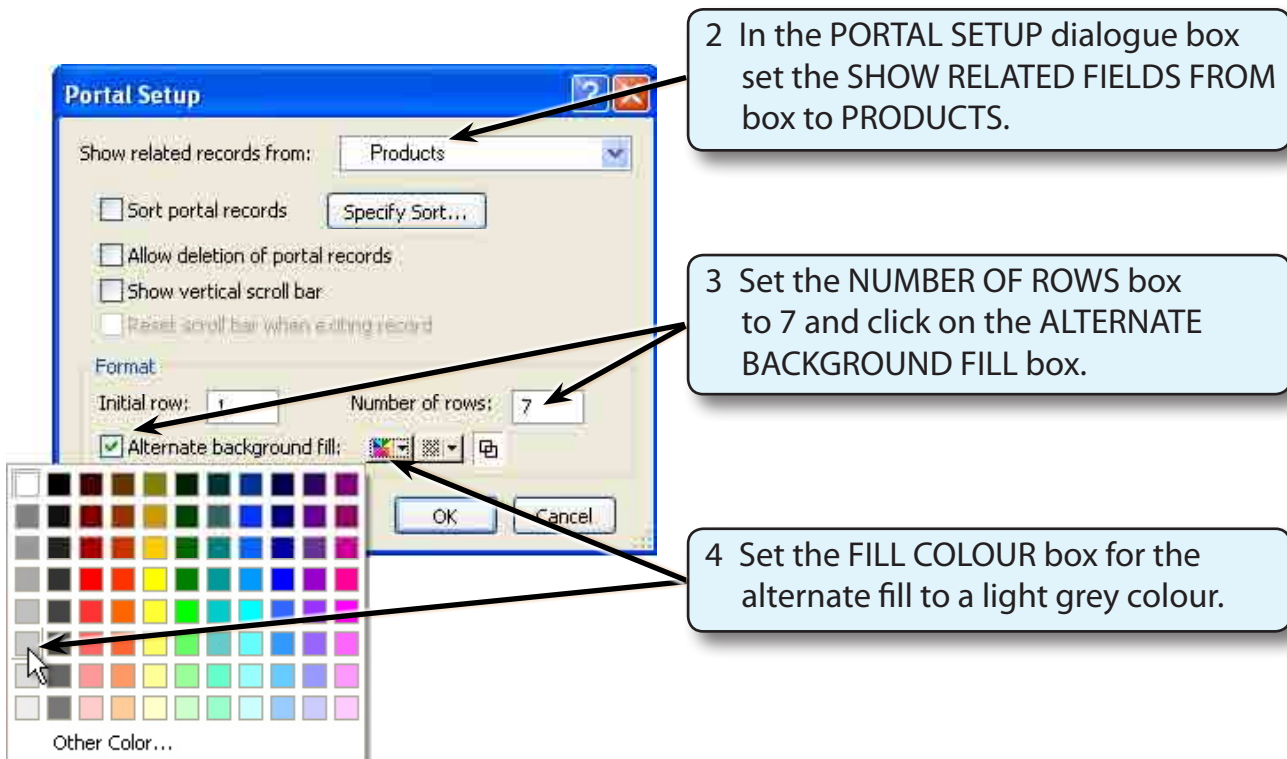 2 In the PORTAL SETUP dialogue box
set the SHOW RELATED FIELDS FROM
box to PRODUCTS.
Portal Setup
Show related records from: Products
Sort portal records Specify Sort...
Allow deletion of portal records
Show vertical scroll bar
Reset scroll bar when exiting record
3 Set the NUMBER OF ROWS box
to 7 and click on the ALTERNATE
BACKGROUND FILL box.
Format
Initial row: 1 Number of rows: 7
Alternate background fill:
OK Cancel
4 Set the FILL COLOUR box for the
alternate fill to a light grey colour.
Other Color...